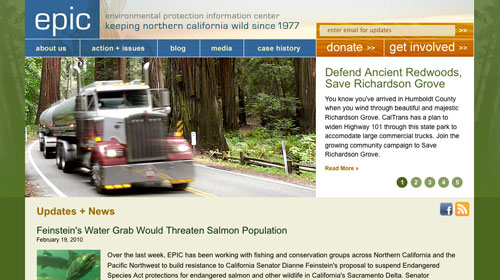 epic
environmental protection information center
keeping northern california wild since 1977
enter email for updates >>
donate >> get involved >>
about us action + issues blog media case history
Defend Ancient Redwoods,
Save Richardson Grove
You know you've arrived in Humboldt County
when you wind through beautiful and majestic
Richardson Grove. CalTrans has a plan to
widen Highway 101 through this state park to
accomodate large commercial trucks. Join the
growing community campaign to Save
Richardson Grove.
Read More »
1 2 3 4 5
Updates + News
Feinstein's Water Grab Would Threaten Salmon Population
February 19, 2010
Over the last week, EPIC has been working with fishing and conservation groups across Northern California and the
Pacific Northwest to build resistance to California Senator Dianne Feinstein's proposal to suspend Endangered
Species Act protections for endangered salmon and other wildlife in California's Sacramento Delta. Senator